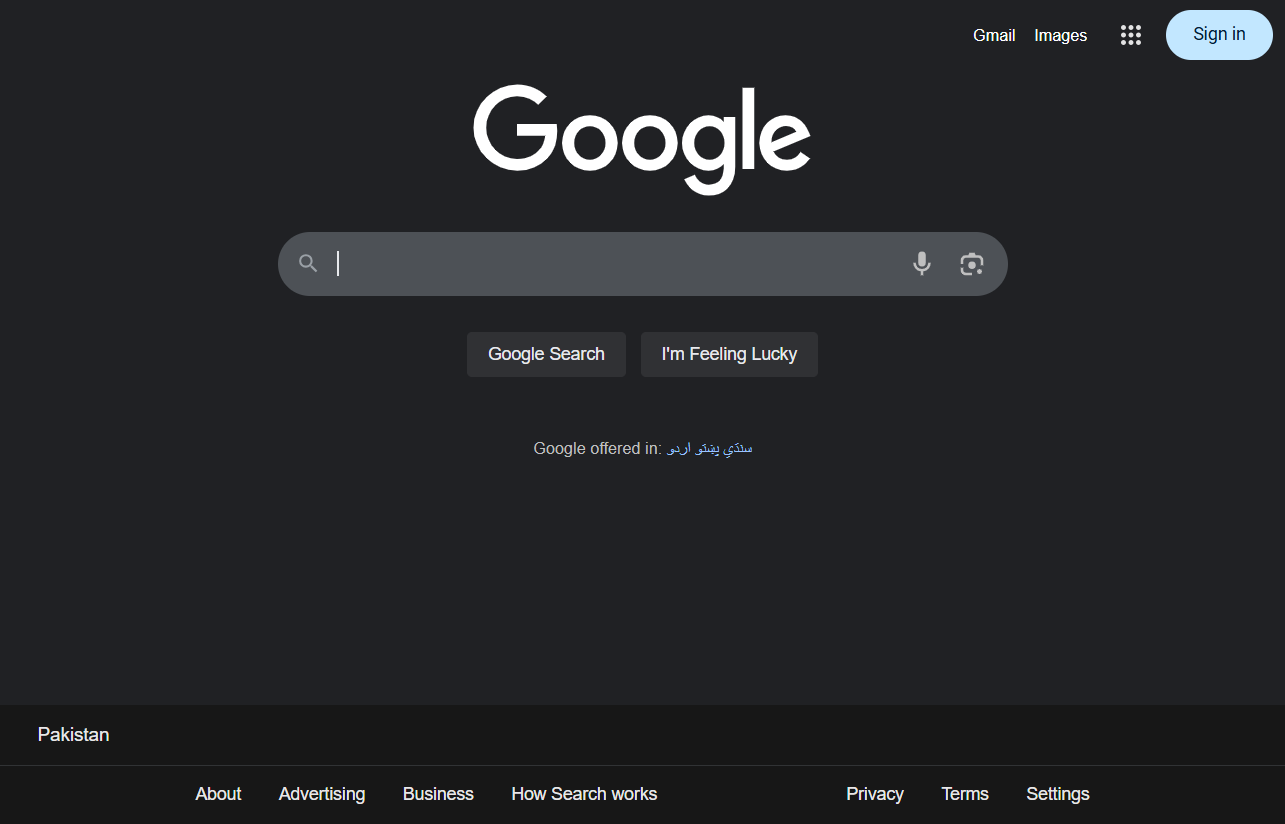 Gmail Images Sign in
Google
Google Search I'm Feeling Lucky
Google offered in: اردو پښتو سنڌي
Pakistan
About Advertising Business How Search works Privacy Terms Settings